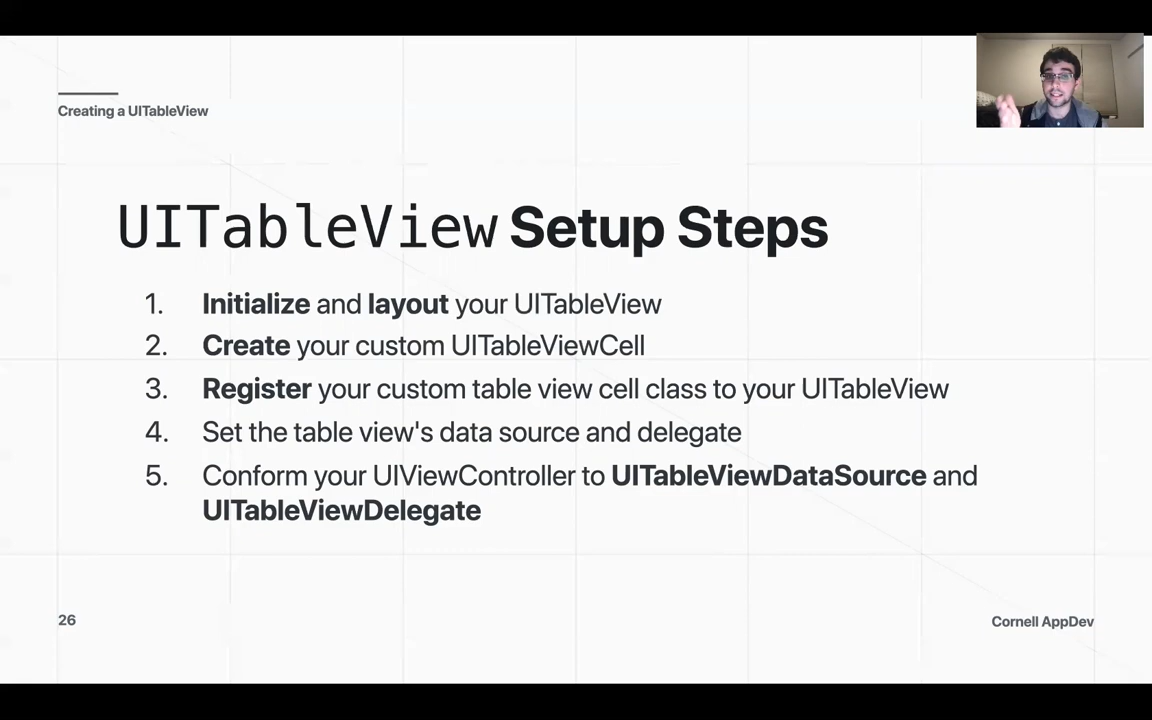 Creating a UITableView
UITableView Setup Steps
1. Initialize and layout your UITableView
2. Create your custom UITableViewCell
3. Register your custom table view cell class to your UITableView
4. Set the table view's data source and delegate
5. Conform your UIViewController to UITableViewDataSource and
UITableViewDelegate
26
Cornell AppDev